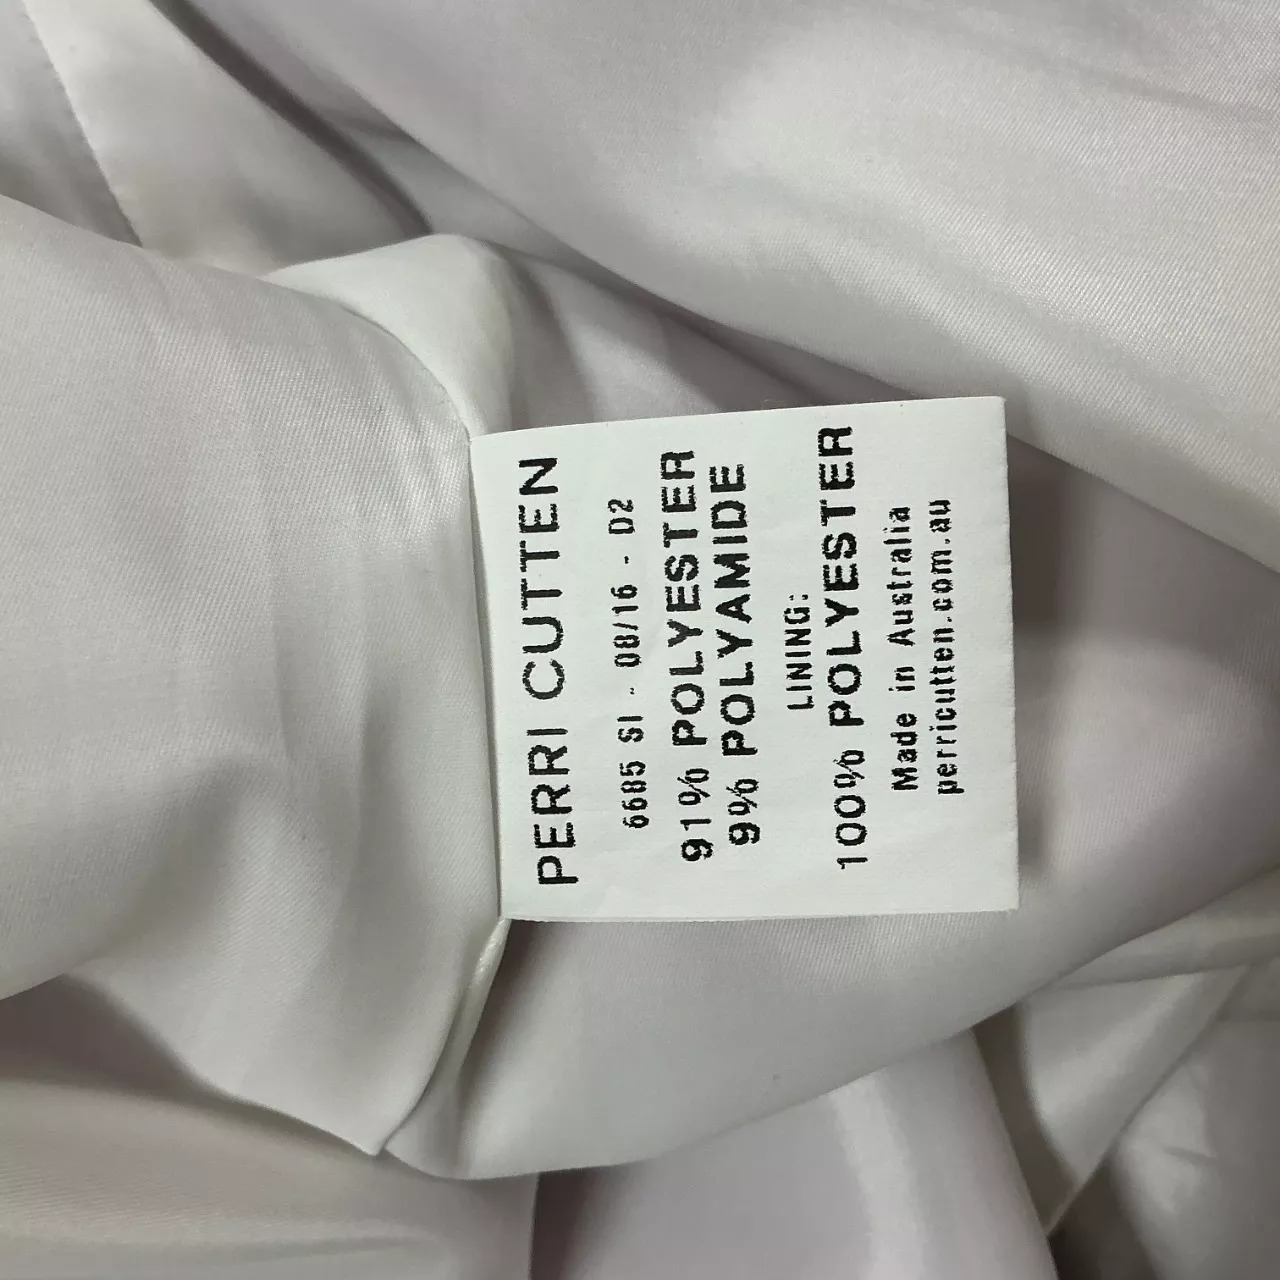 PERRI CUTTEN
6685 SI - 08/16 - D2
91% POLYESTER
9% POLYAMIDE
LINING:
100% POLYESTER
Made in Australia
perricutten.com.au